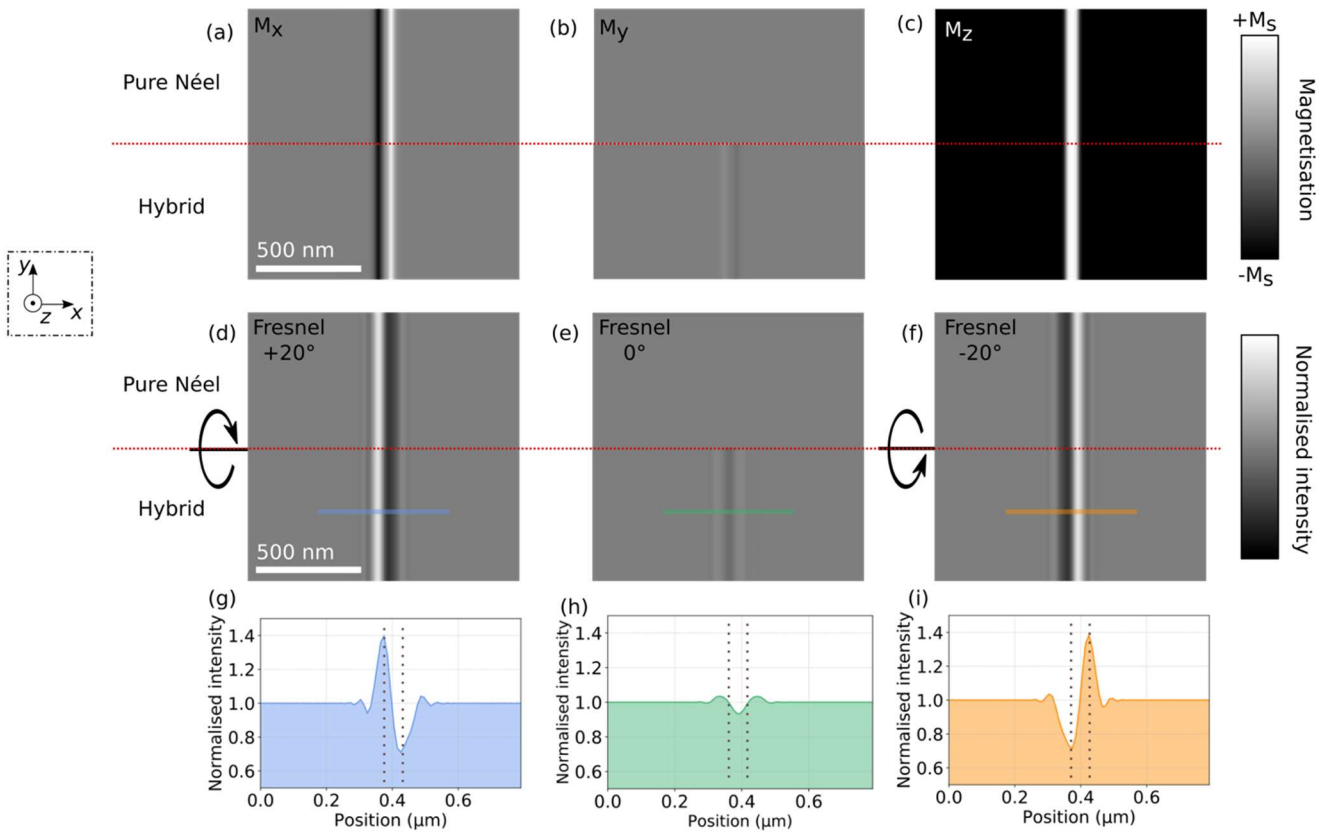 (a) Mx (b) My (c) Mz +MS
Pure Néel
Magnetisation
Hybrid
500 nm
-MS
y
z x
(d) Fresnel +20° (e) Fresnel 0° (f) Fresnel -20°
Pure Néel
Normalised intensity
Hybrid
500 nm
(g) (h) (i)
Normalised intensity Normalised intensity Normalised intensity
1.4 1.4 1.4
1.2 1.2 1.2
1.0 1.0 1.0
0.8 0.8 0.8
0.6 0.6 0.6
0.0 0.2 0.4 0.6 0.0 0.2 0.4 0.6 0.0 0.2 0.4 0.6
Position (μm) Position (μm) Position (μm)